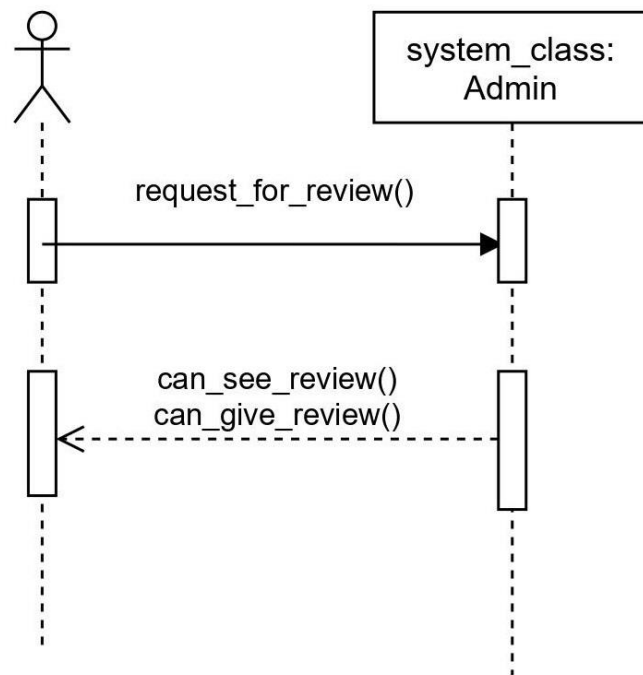 system_class:
Admin
request_for_review()
can_see_review()
can_give_review()